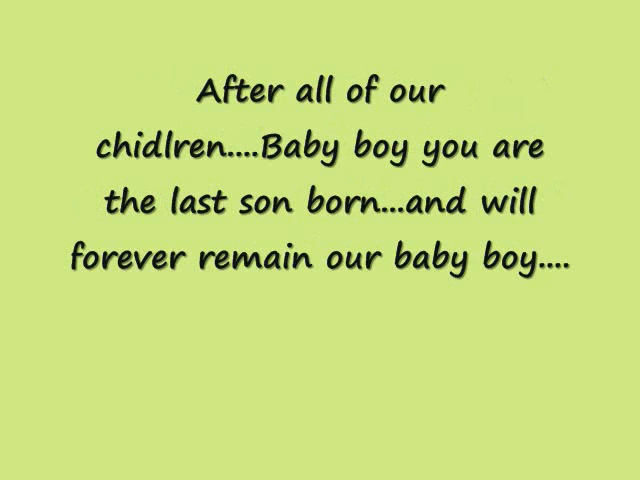 After all of our
chidlren....Baby boy you are
the last son born...and will
forever remain our baby boy....